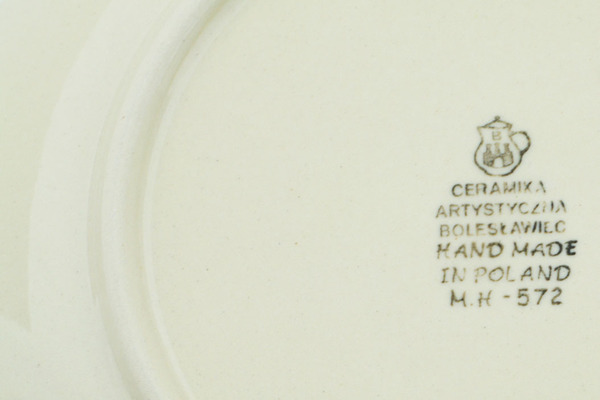 B
CERAMIKA
ARTYSTYCZNA
BOLESŁAWIEC
HAND MADE
IN POLAND
M.H - 572